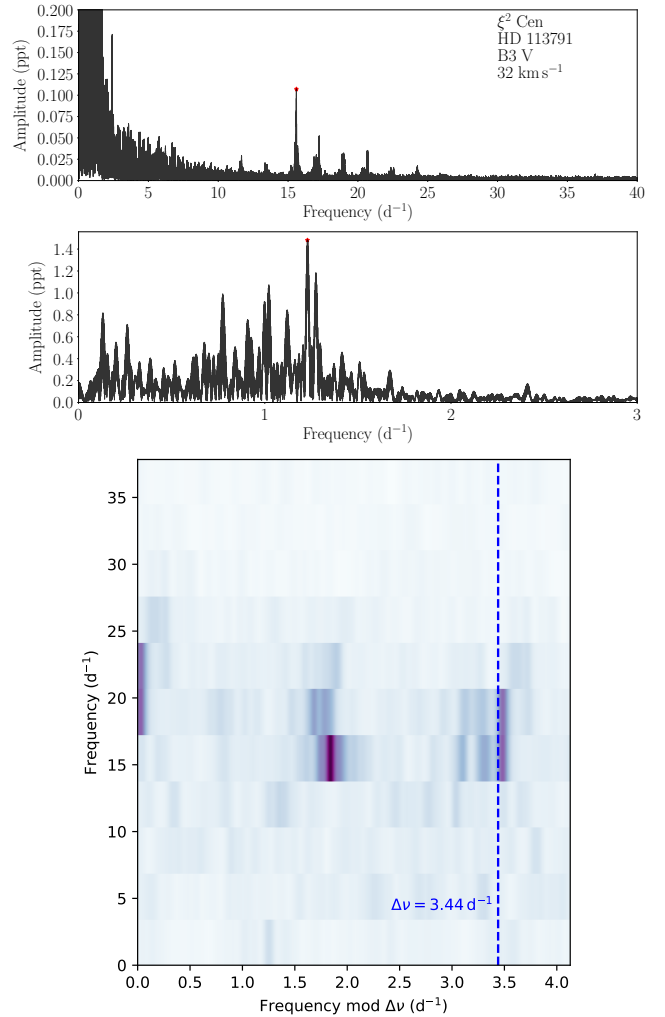 0.200
0.175
0.150
0.125
0.100
0.075
0.050
0.025
0.000
Amplitude (ppt)
ξ² Cen
HD 113791
B3 V
32 km s⁻¹
0 5 10 15 20 25 30 35 40
Frequency (d⁻¹)
1.4
1.2
1.0
0.8
0.6
0.4
0.2
0.0
Amplitude (ppt)
0 1 2 3
Frequency (d⁻¹)
35
30
25
20
15
10
5
0
Frequency (d⁻¹)
Δν = 3.44 d⁻¹
0.0 0.5 1.0 1.5 2.0 2.5 3.0 3.5 4.0
Frequency mod Δν (d⁻¹)